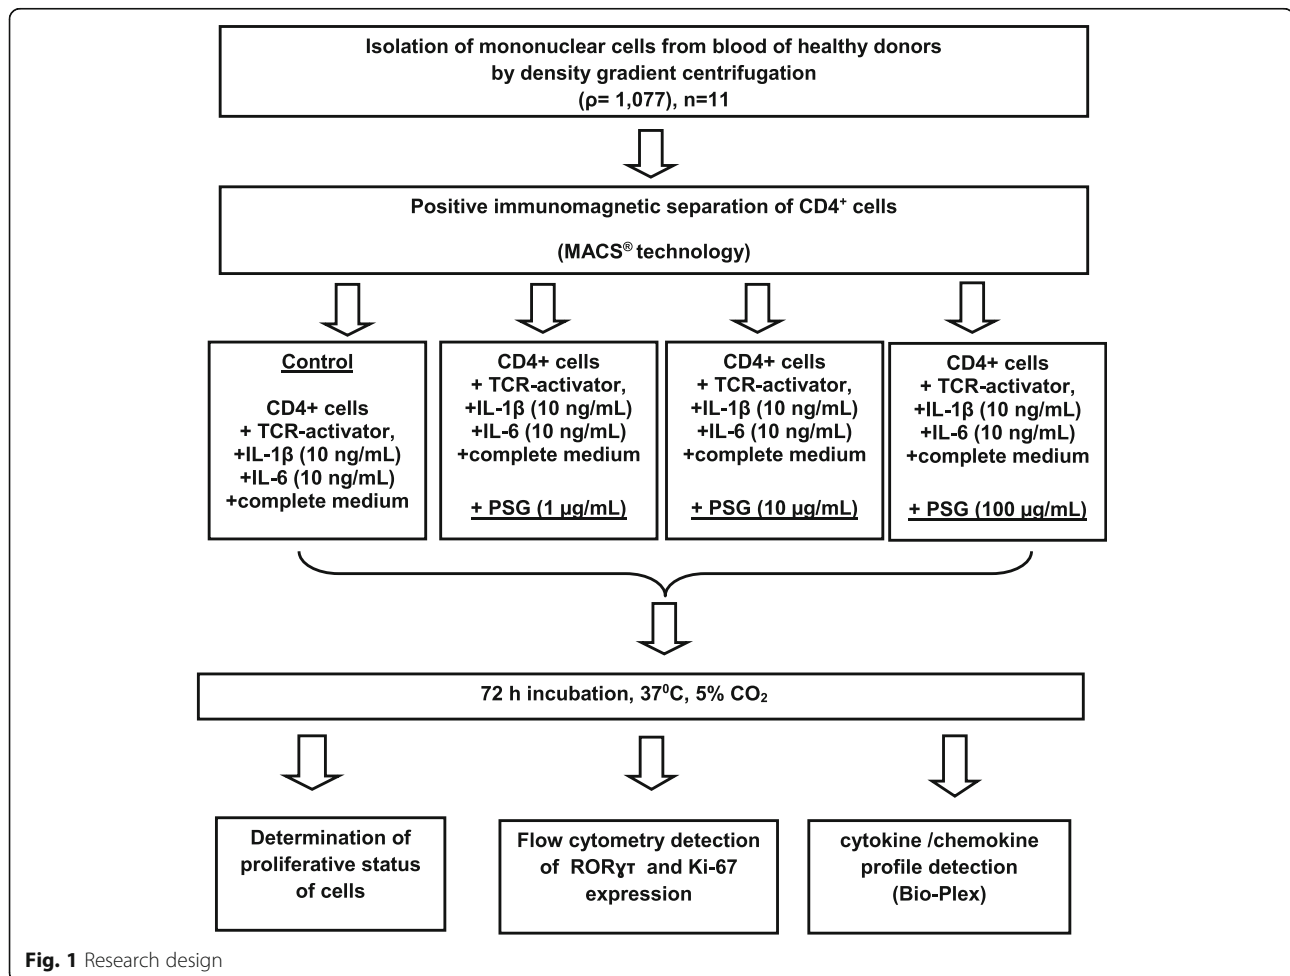 Isolation of mononuclear cells from blood of healthy donors
by density gradient centrifugation
(ρ= 1,077), n=11
Positive immunomagnetic separation of CD4⁺ cells
(MACS® technology)
Control
CD4+ cells
+ TCR-activator,
+IL-1β (10 ng/mL)
+IL-6 (10 ng/mL)
+complete medium
CD4+ cells
+ TCR-activator,
+IL-1β (10 ng/mL)
+IL-6 (10 ng/mL)
+complete medium
+ PSG (1 µg/mL)
CD4+ cells
+ TCR-activator,
+IL-1β (10 ng/mL)
+IL-6 (10 ng/mL)
+complete medium
+ PSG (10 µg/mL)
CD4+ cells
+ TCR-activator,
+IL-1β (10 ng/mL)
+IL-6 (10 ng/mL)
+complete medium
+ PSG (100 µg/mL)
72 h incubation, 37⁰C, 5% CO₂
Determination of
proliferative status
of cells
Flow cytometry detection
of RORɣτ and Ki-67
expression
cytokine /chemokine
profile detection
(Bio-Plex)
Fig. 1 Research design